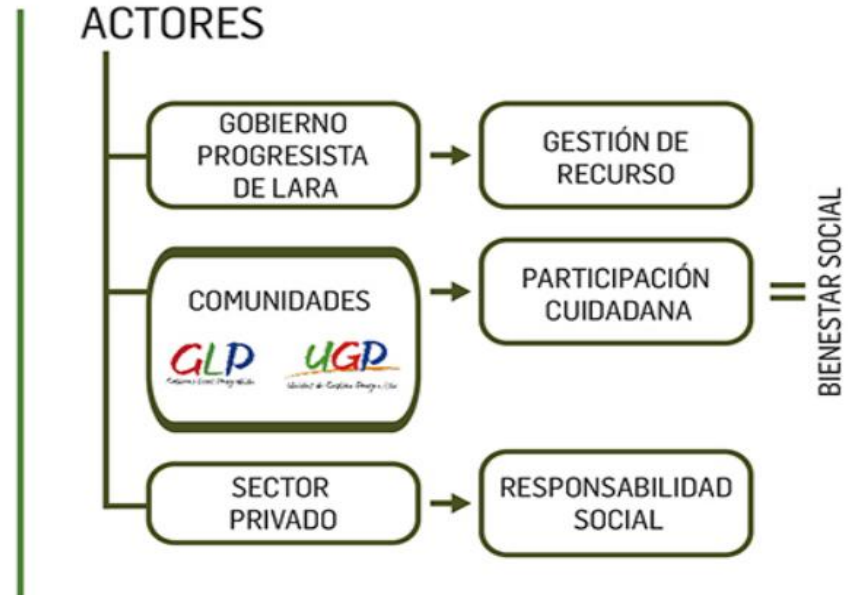 ACTORES
GOBIERNO
PROGRESISTA
DE LARA
GESTIÓN DE
RECURSO
COMUNIDADES
GLP
UGP
PARTICIPACIÓN
CUIDADANA
SECTOR
PRIVADO
RESPONSABILIDAD
SOCIAL
BIENESTAR SOCIAL